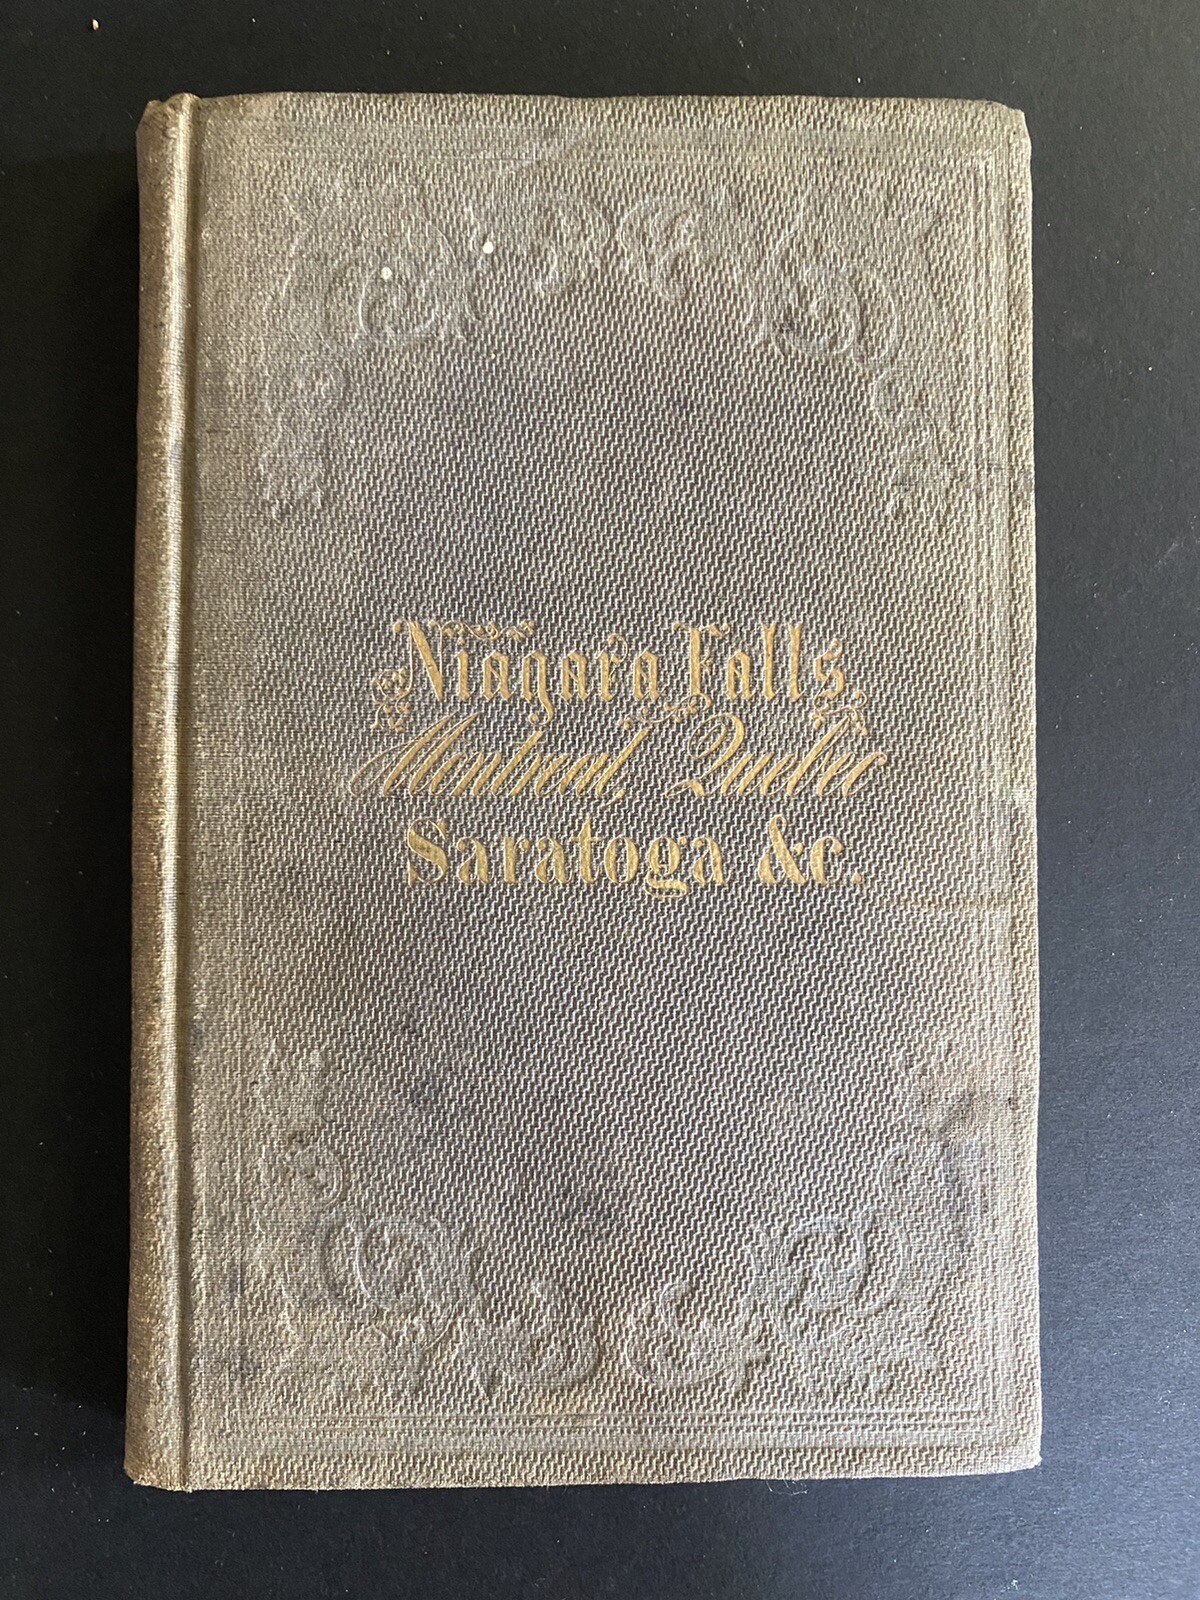 Niagara Falls
Montreal, Quebec
Saratoga &c.